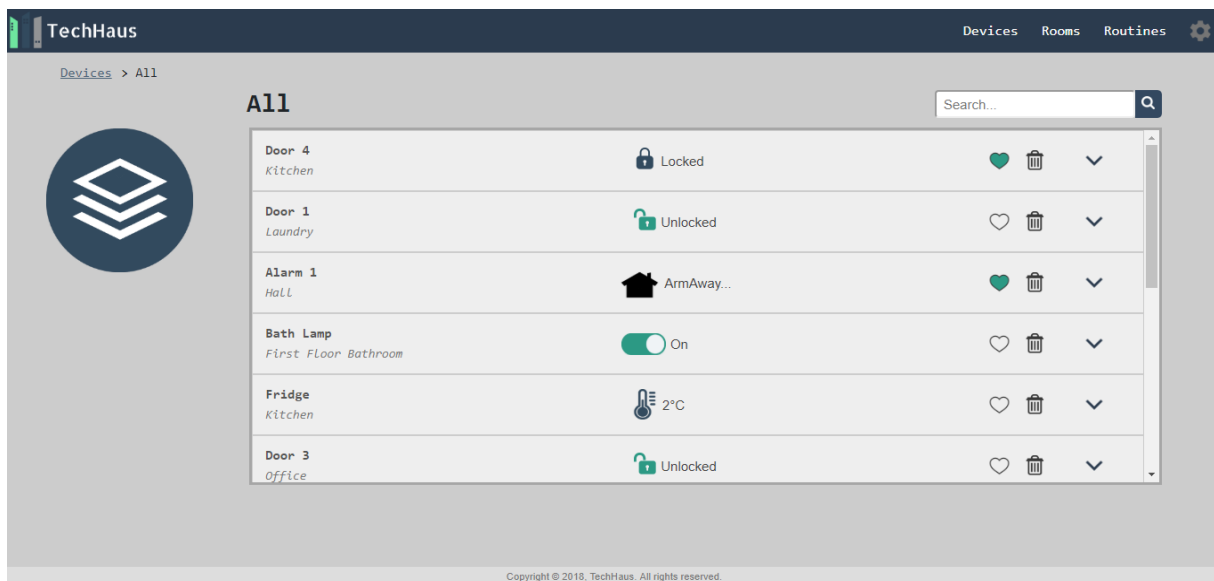 TechHaus
Devices Rooms Routines
Devices > All
All
Search...
Door 4
Kitchen
Locked
Door 1
Laundry
Unlocked
Alarm 1
Hall
ArmAway...
Bath Lamp
First Floor Bathroom
On
Fridge
Kitchen
2°C
Door 3
Office
Unlocked
Copyright © 2018, TechHaus. All rights reserved.